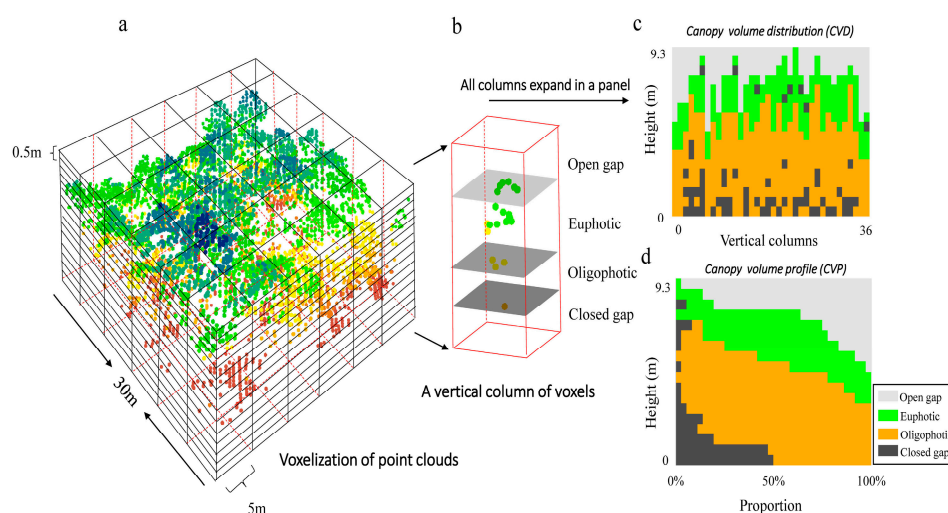 a
0.5m
30m
5m
Voxelization of point clouds
b
All columns expand in a panel
Open gap
Euphotic
Oligophotic
Closed gap
A vertical column of voxels
c
Canopy volume distribution (CVD)
9.3
Height (m)
0
0
36
Vertical columns
d
Canopy volume profile (CVP)
9.3
Height (m)
0
0%
50%
100%
Proportion
Open gap
Euphotic
Oligophoti
Closed gap